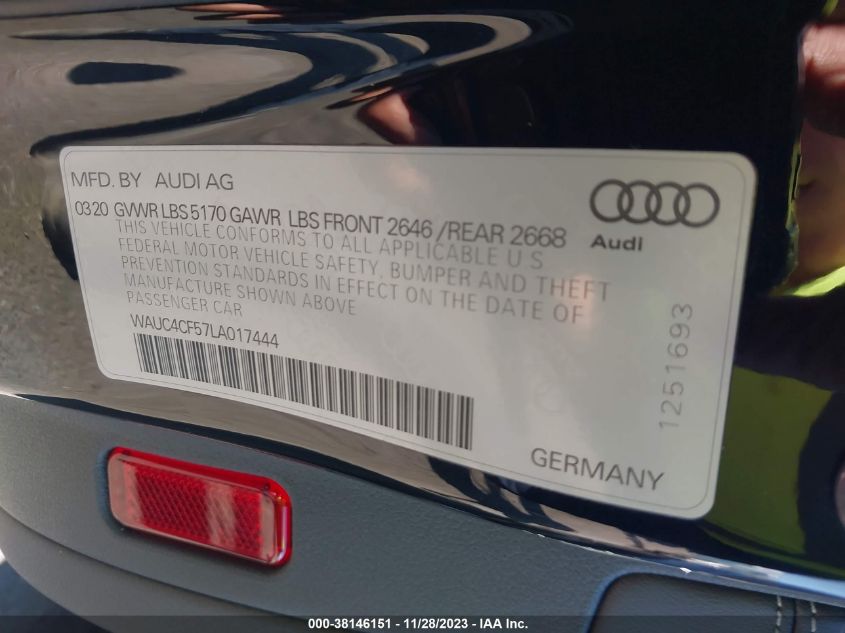 MFD. BY AUDI AG
03 20 GVWR LBS 5170 GAWR LBS FRONT 2646 /REAR 2668
THIS VEHICLE CONFORMS TO ALL APPLICABLE U S
FEDERAL MOTOR VEHICLE SAFETY, BUMPER AND THEFT
PREVENTION STANDARDS IN EFFECT ON THE DATE OF
MANUFACTURE SHOWN ABOVE
PASSENGER CAR
WAUC4CF57LA017444
Audi
1251693
GERMANY
000-38146151 - 11/28/2023 - IAA Inc.